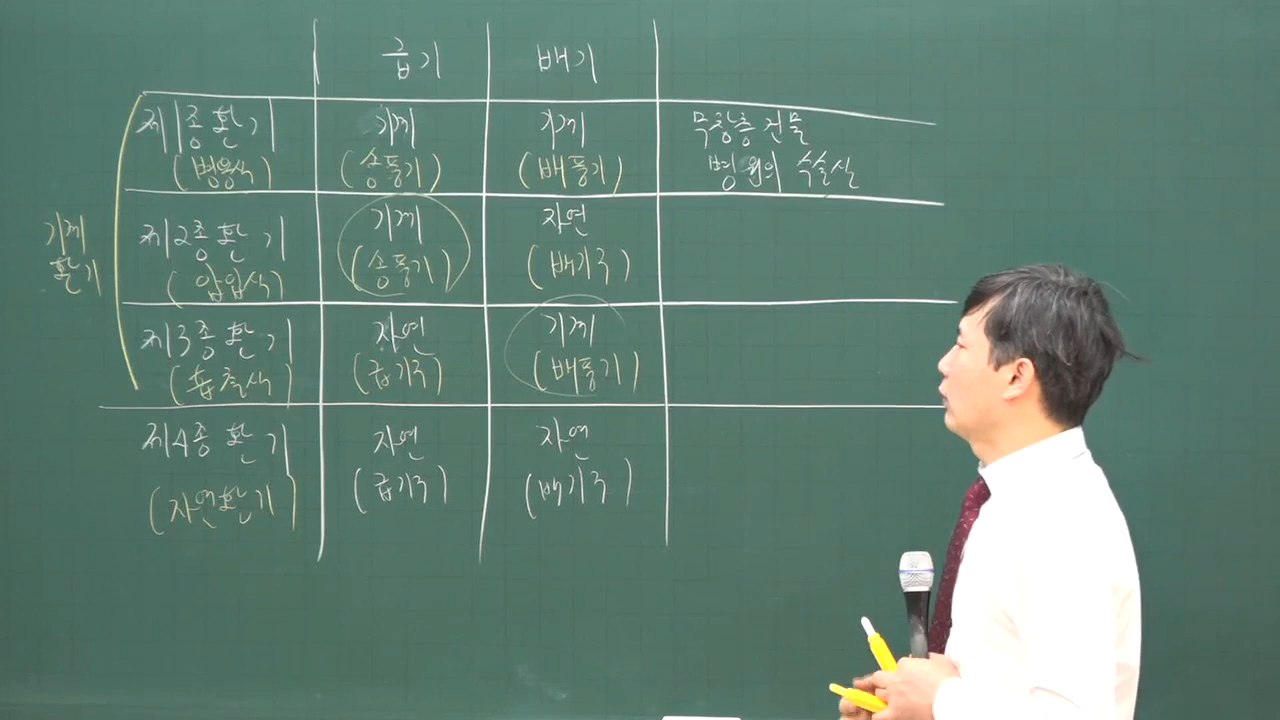 급기 배기
제1종 환기 기계 기계 무창층 건물
(병용식) (송풍기) (배풍기) 병원의 수술실
제2종 환기 기계 자연
(압입식) (송풍기) (배기구)
기계
환기
제3종 환기 자연 기계
(흡출식) (급기구) (배풍기)
제4종 환기 자연 자연
(자연환기) (급기구) (배기구)